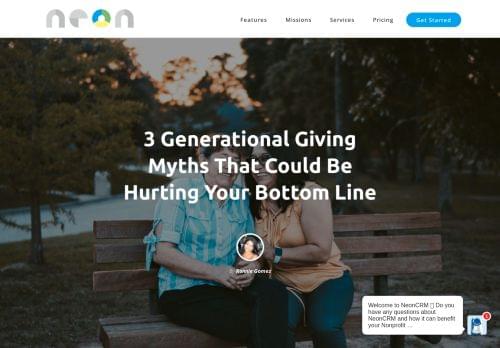 neon
Features Missions Services Pricing Get Started
3 Generational Giving
Myths That Could Be
Hurting Your Bottom Line
Ronnie Gomez
Welcome to NeonCRM Do you
have any questions about
NeonCRM and how it can benefit
your Nonprofit ...
1